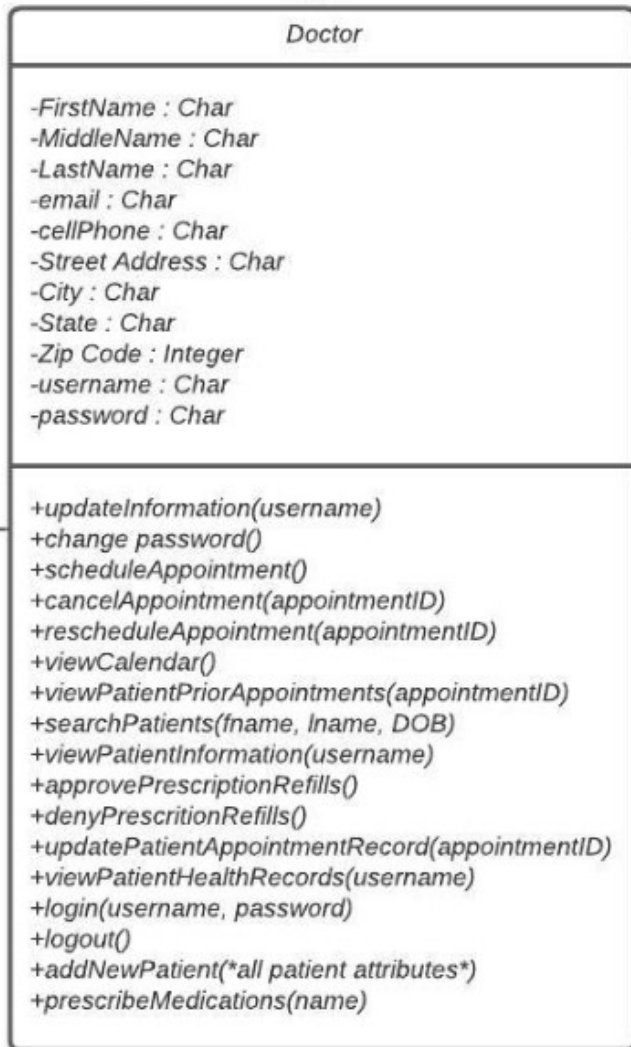 Doctor
-FirstName : Char
-MiddleName : Char
-LastName : Char
-email : Char
-cellPhone : Char
-Street Address : Char
-City : Char
-State : Char
-Zip Code : Integer
-username : Char
-password : Char
+updateInformation(username)
+change password()
+scheduleAppointment()
+cancelAppointment(appointmentID)
+rescheduleAppointment(appointmentID)
+viewCalendar()
+viewPatientPriorAppointments(appointmentID)
+searchPatients(fname, lname, DOB)
+viewPatientInformation(username)
+approvePrescriptionRefills()
+denyPrescritionRefills()
+updatePatientAppointmentRecord(appointmentID)
+viewPatientHealthRecords(username)
+login(username, password)
+logout()
+addNewPatient(*all patient attributes*)
+prescribeMedications(name)